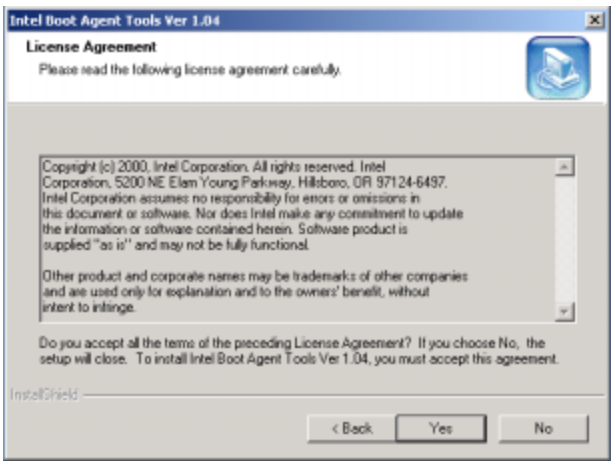 Intel Boot Agent Tools Ver 1.04
License Agreement
Please read the following license agreement carefully.
Copyright (c) 2000, Intel Corporation. All rights reserved. Intel
Corporation, 5200 NE Elam Young Parkway, Hillsboro, OR 97124-6497.
Intel Corporation assumes no responsibility for errors or omissions in
this document or software. Nor does Intel make any commitment to update
the information or software contained herein. Software product is
supplied "as is" and may not be fully functional.
Other product and corporate names may be trademarks of other companies
and are used only for explanation and to the owners' benefit, without
intent to infringe.
Do you accept all the terms of the preceding License Agreement? If you choose No, the
setup will close. To install Intel Boot Agent Tools Ver 1.04, you must accept this agreement.
InstallShield
< Back Yes No